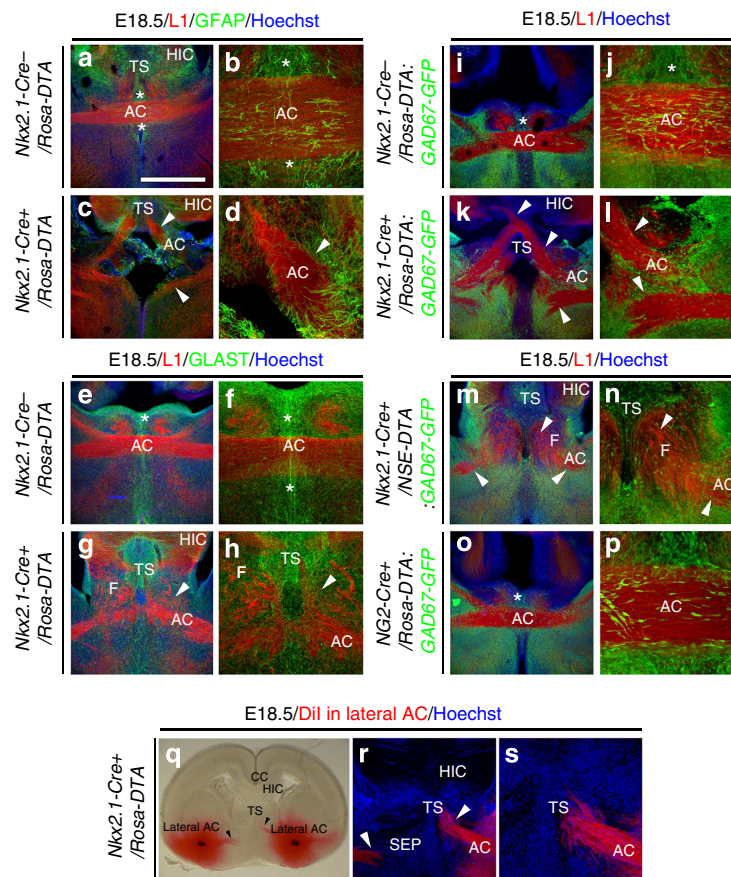 E18.5/L1/GFAP/Hoechst
E18.5/L1/Hoechst
Nkx2.1-Cre–
/Rosa-DTA
a
TS
HIC
*
AC
*
b
*
AC
*
Nkx2.1-Cre–
/Rosa-DTA:
GAD67-GFP
i
*
AC
j
*
AC
Nkx2.1-Cre+
/Rosa-DTA
c
TS
HIC
AC
d
AC
Nkx2.1-Cre+
/Rosa-DTA:
GAD67-GFP
k
HIC
TS
AC
l
AC
E18.5/L1/GLAST/Hoechst
E18.5/L1/Hoechst
Nkx2.1-Cre–
/Rosa-DTA
e
*
AC
f
*
AC
*
Nkx2.1-Cre+
/NSE-DTA
:GAD67-GFP
m
HIC
TS
F
AC
n
TS
F
AC
Nkx2.1-Cre+
/Rosa-DTA
g
HIC
TS
F
AC
h
TS
F
AC
NG2-Cre+
/Rosa-DTA:
GAD67-GFP
o
*
AC
p
AC
E18.5/DiI in lateral AC/Hoechst
Nkx2.1-Cre+
/Rosa-DTA
q
CC
HIC
TS
Lateral AC
Lateral AC
r
HIC
TS
SEP
AC
s
TS
AC